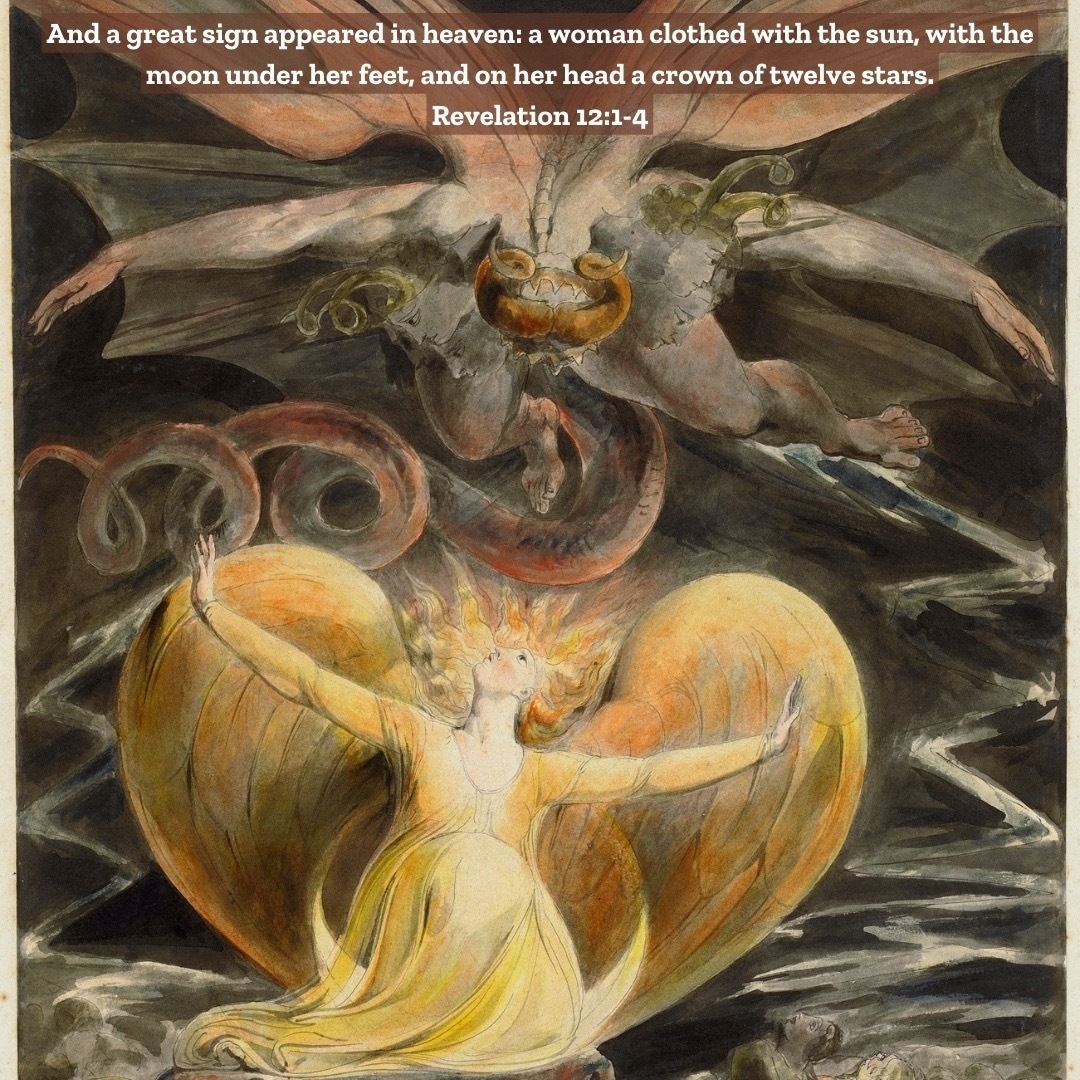 And a great sign appeared in heaven: a woman clothed with the sun, with the
moon under her feet, and on her head a crown of twelve stars.
Revelation 12:1-4